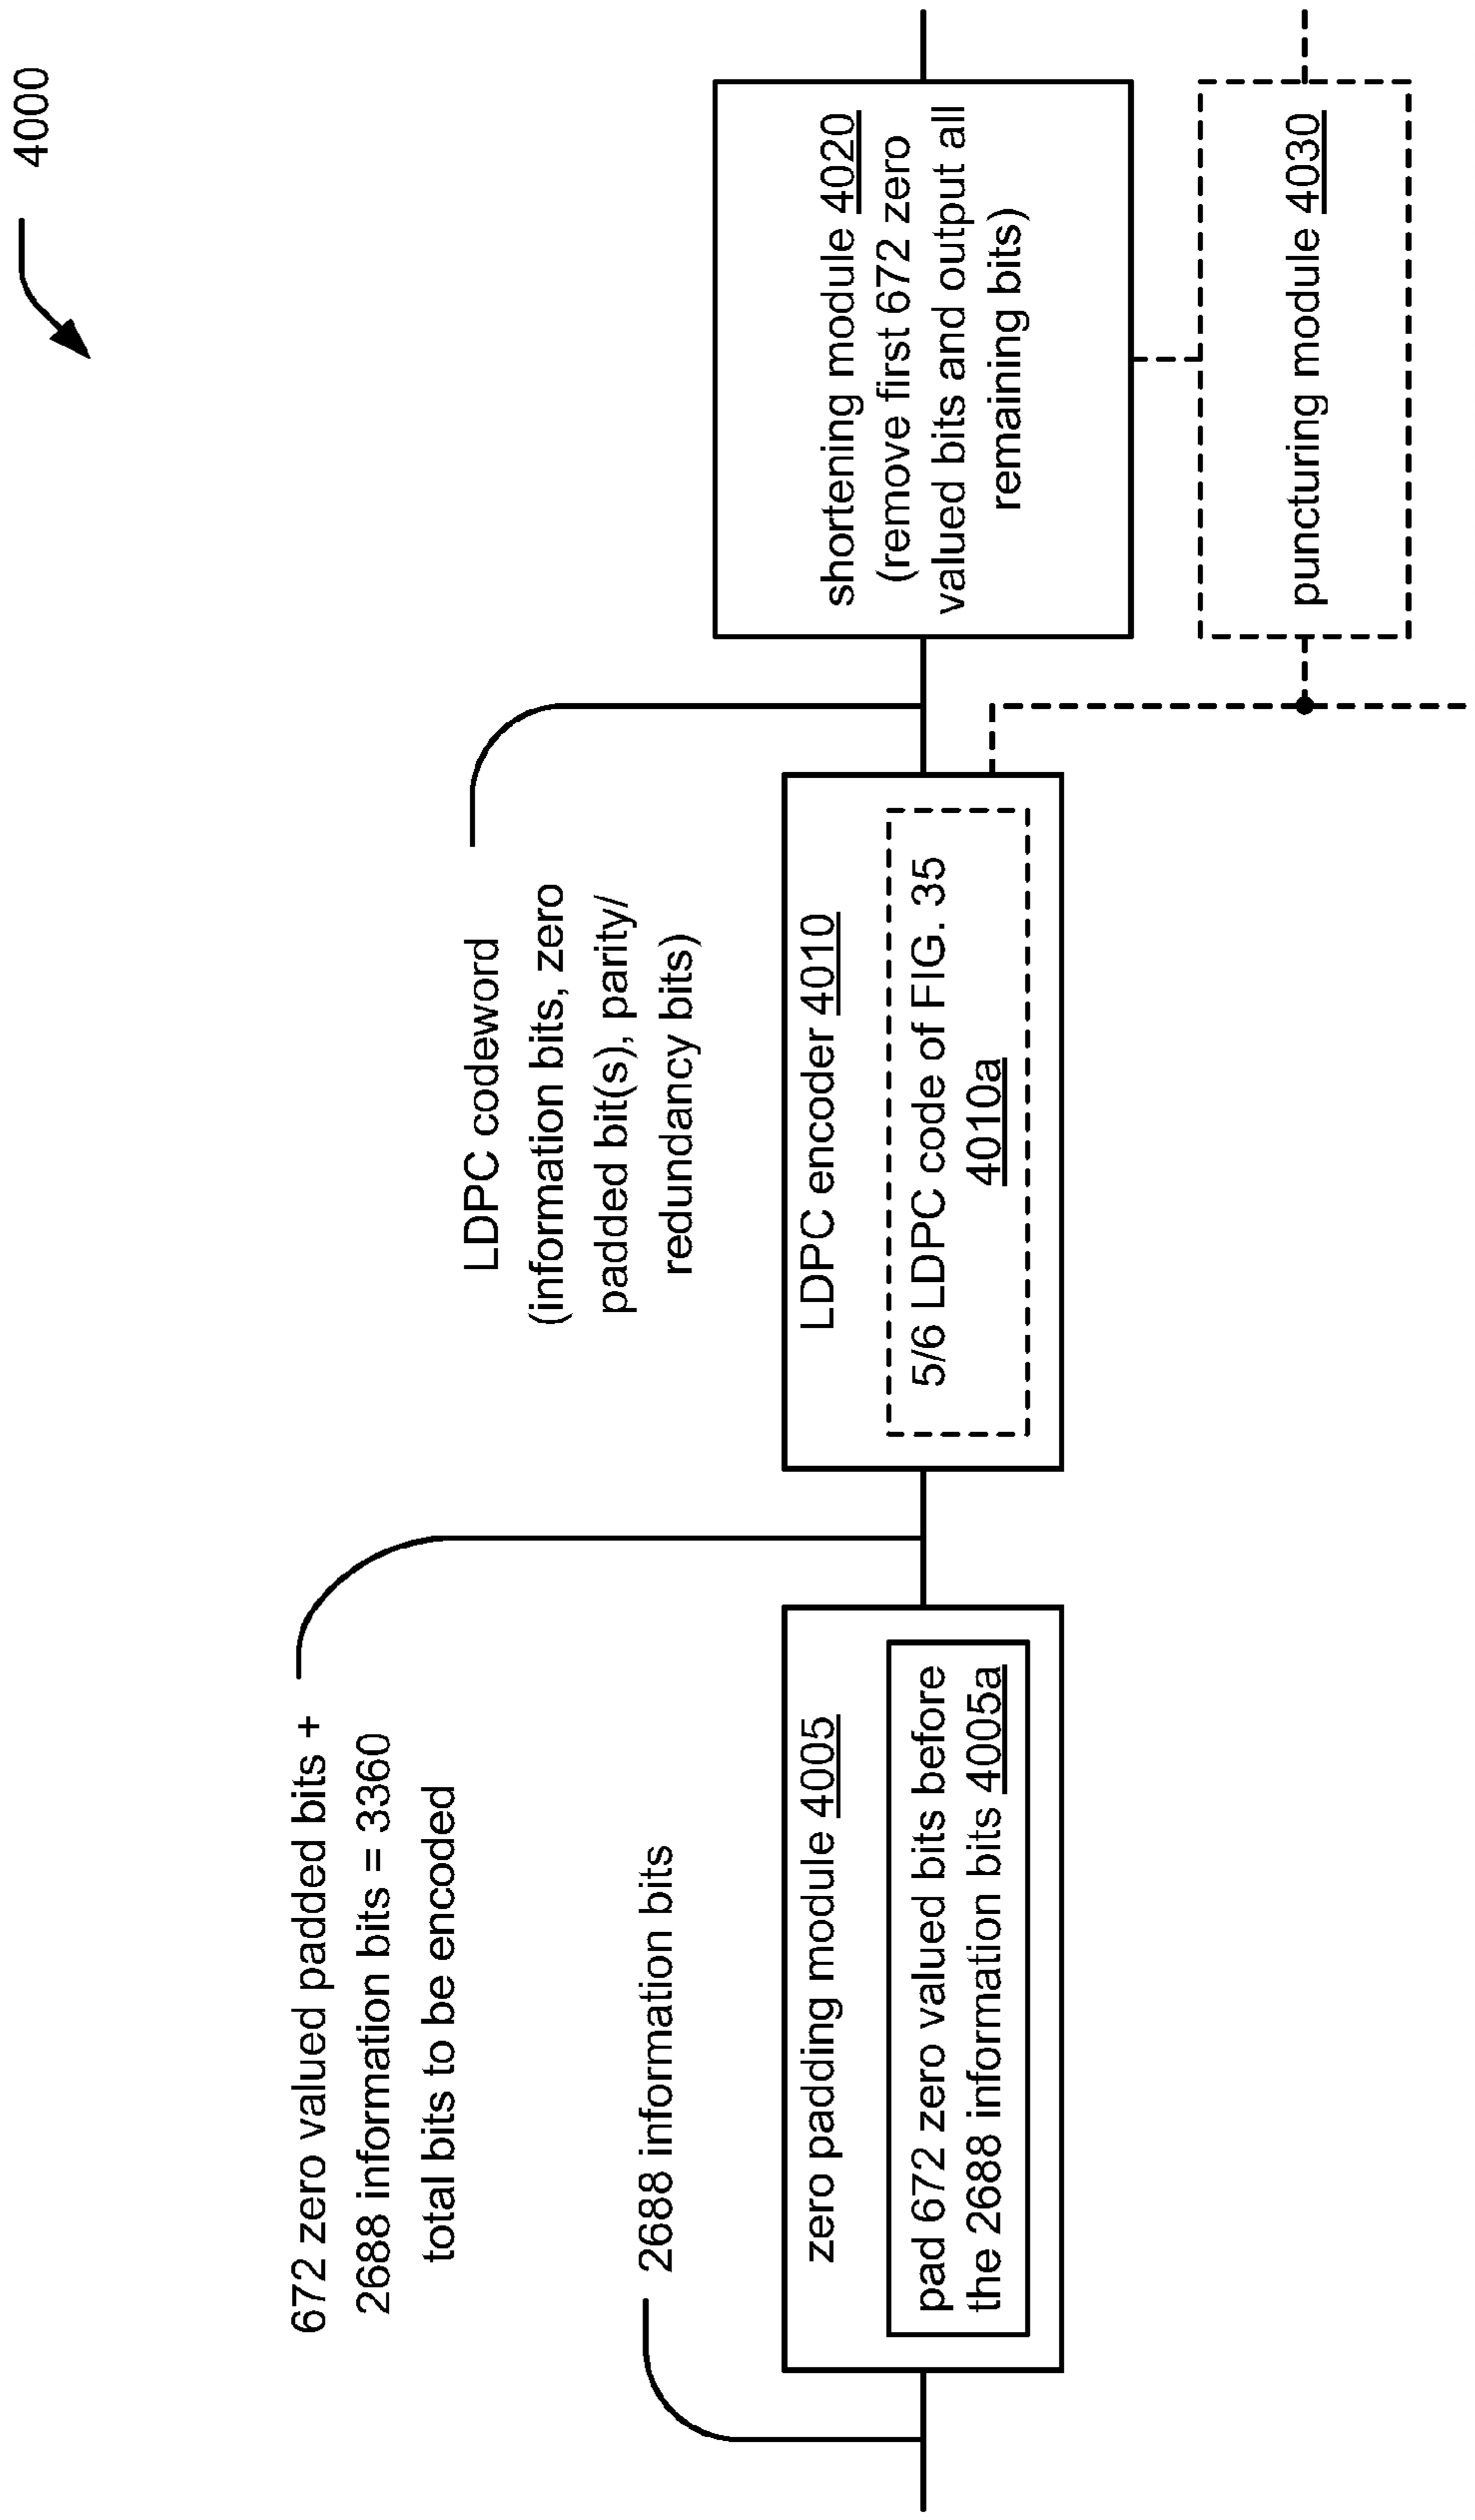 4000
672 zero valued padded bits +
2688 information bits = 3360
total bits to be encoded
2688 information bits
zero padding module 4005
pad 672 zero valued bits before
the 2688 information bits 4005a
LDPC codeword
(information bits, zero
padded bit(s), parity/
redundancy bits)
LDPC encoder 4010
5/6 LDPC code of FIG. 35
4010a
shortening module 4020
(remove first 672 zero
valued bits and output all
remaining bits)
puncturing module 4030